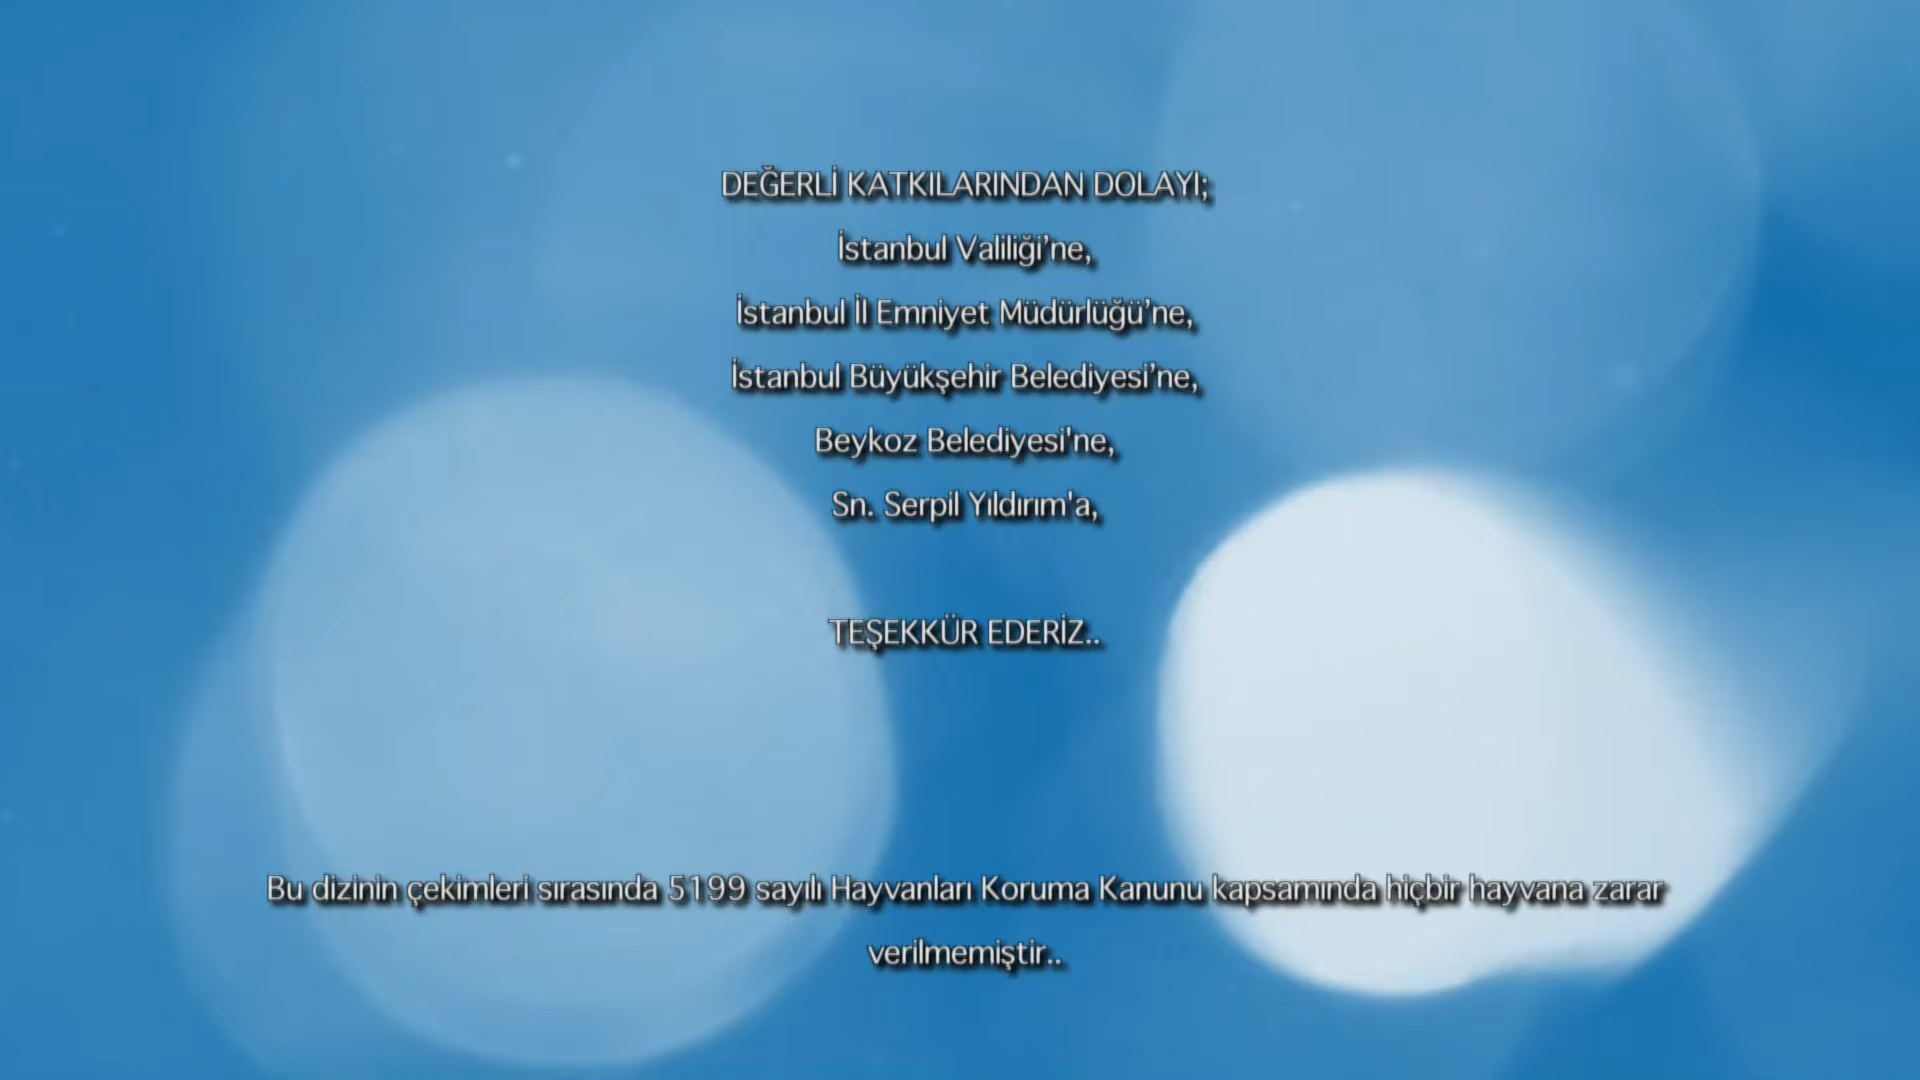 DEĞERLİ KATKILARINDAN DOLAYI;
İstanbul Valiliği’ne,
İstanbul İl Emniyet Müdürlüğü’ne,
İstanbul Büyükşehir Belediyesi’ne,
Beykoz Belediyesi'ne,
Sn. Serpil Yıldırım'a,
TEŞEKKÜR EDERİZ..
Bu dizinin çekimleri sırasında 5199 sayılı Hayvanları Koruma Kanunu kapsamında hiçbir hayvana zarar
verilmemiştir..